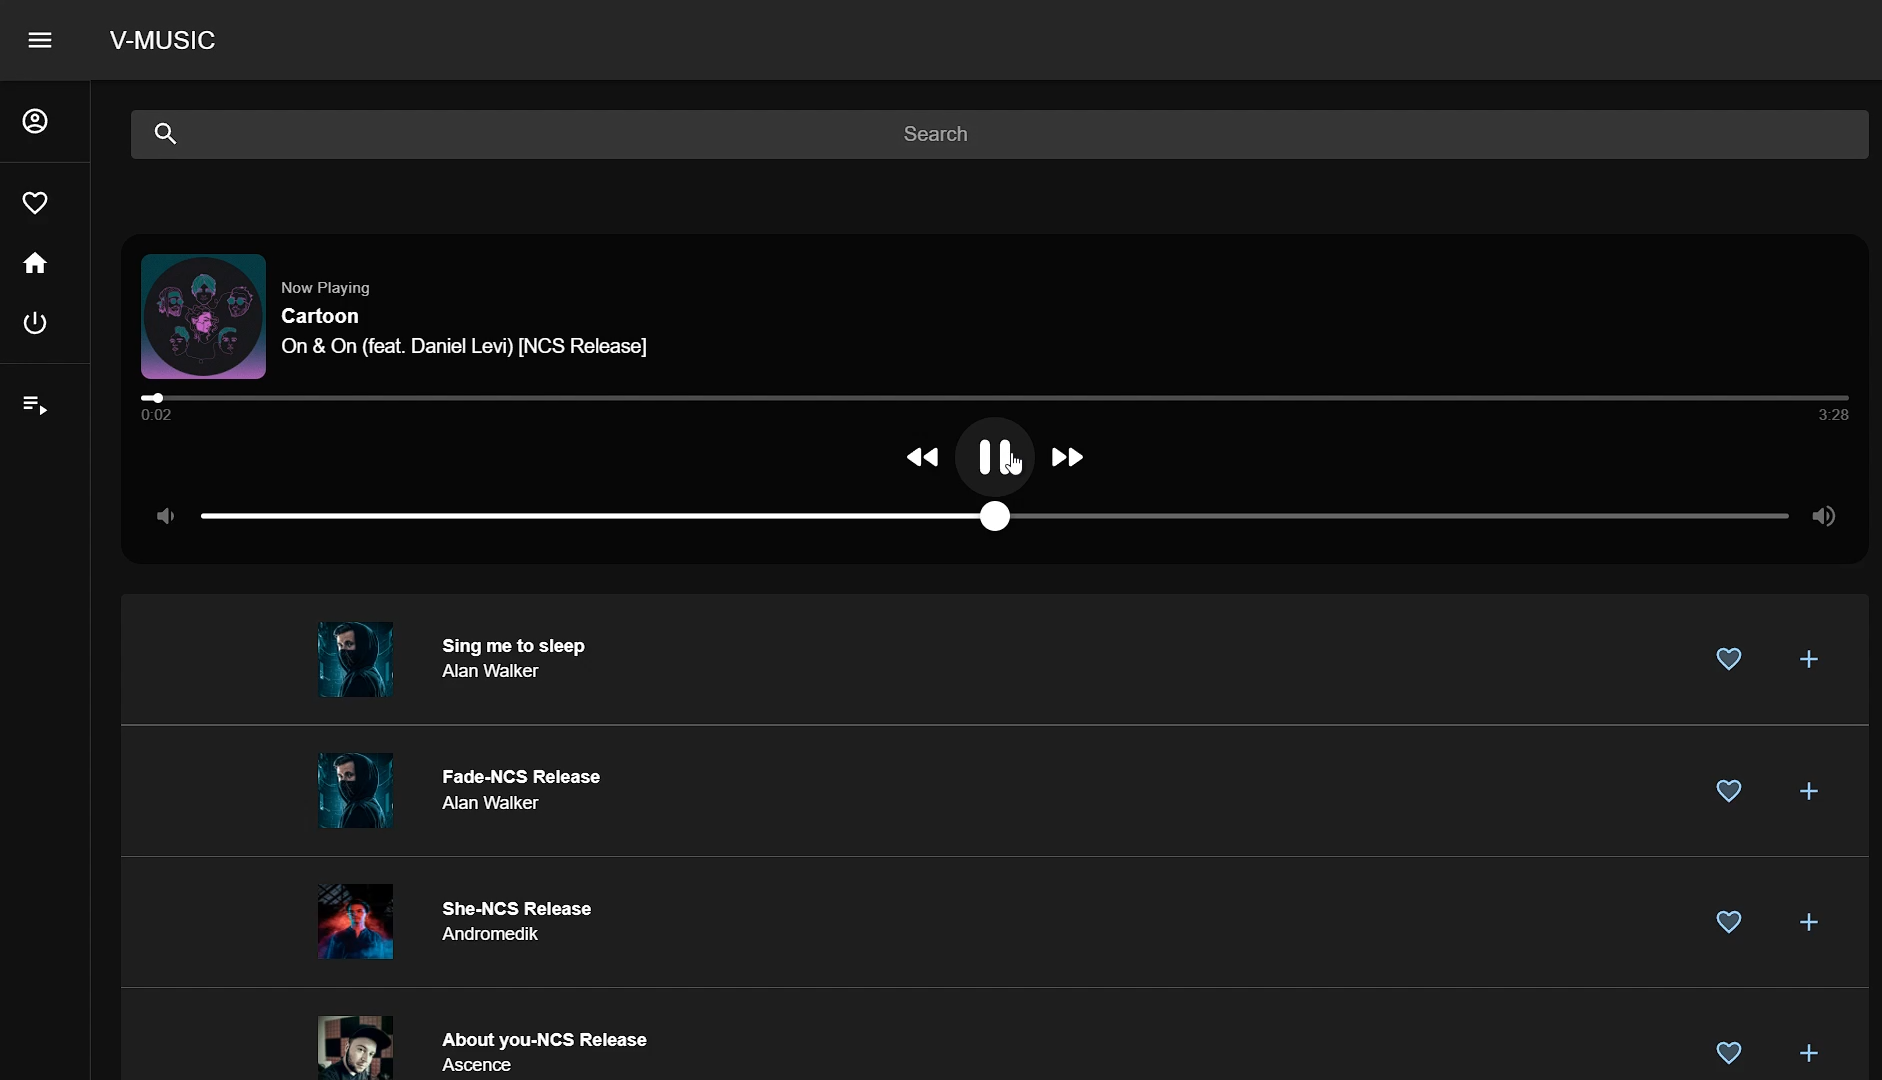 V-MUSIC
Search
Now Playing
Cartoon
On & On (feat. Daniel Levi) [NCS Release]
0:02
3:28
Sing me to sleep
Alan Walker
Fade-NCS Release
Alan Walker
She-NCS Release
Andromedik
About you-NCS Release
Ascence